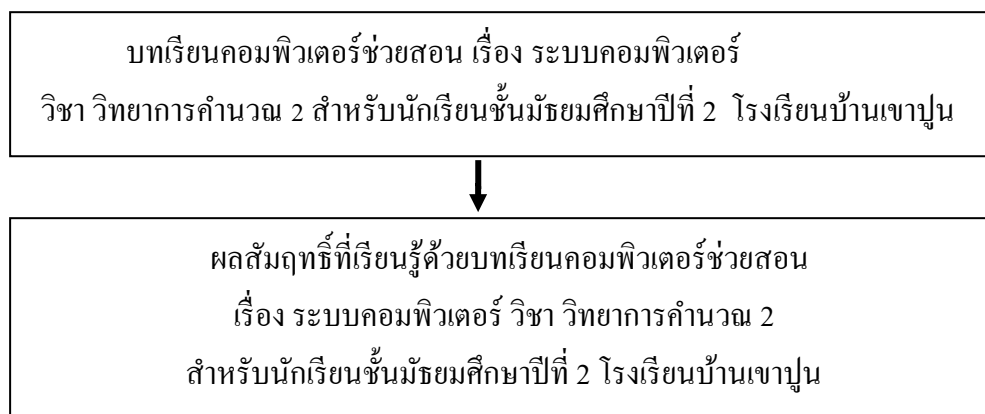 บทเรียนคอมพิวเตอร์ช่วยสอน เรื่อง ระบบคอมพิวเตอร์
วิชา วิทยาการคำนวณ 2 สำหรับนักเรียนชั้นมัธยมศึกษาปีที่ 2 โรงเรียนบ้านเขาปูน
ผลสัมฤทธิ์ที่เรียนรู้ด้วยบทเรียนคอมพิวเตอร์ช่วยสอน
เรื่อง ระบบคอมพิวเตอร์ วิชา วิทยาการคำนวณ 2
สำหรับนักเรียนชั้นมัธยมศึกษาปีที่ 2 โรงเรียนบ้านเขาปูน